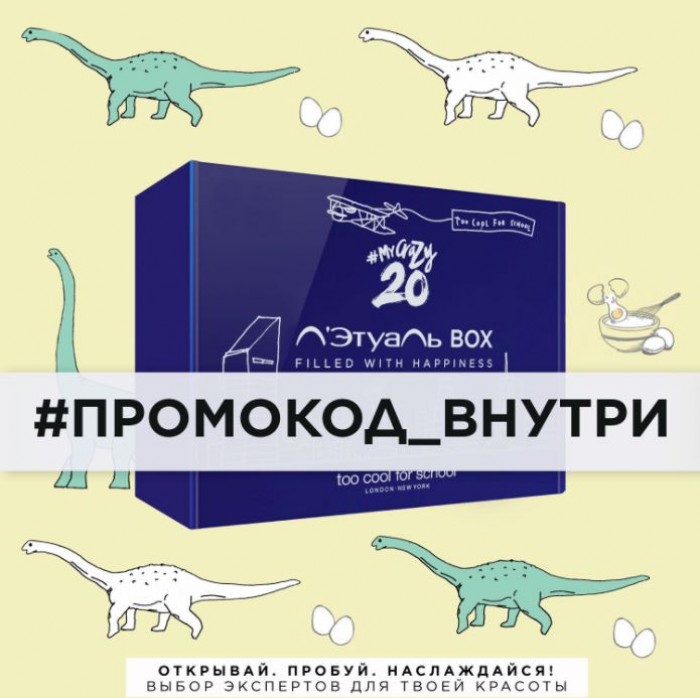 Too Cool For School
#MyCrazy
20
Л'Этуаль BOX
FILLED WITH HAPPINESS
#ПРОМОКОД_ВНУТРИ
too cool for school
LONDON·NEW YORK
ОТКРЫВАЙ. ПРОБУЙ. НАСЛАЖДАЙСЯ!
ВЫБОР ЭКСПЕРТОВ ДЛЯ ТВОЕЙ КРАСОТЫ